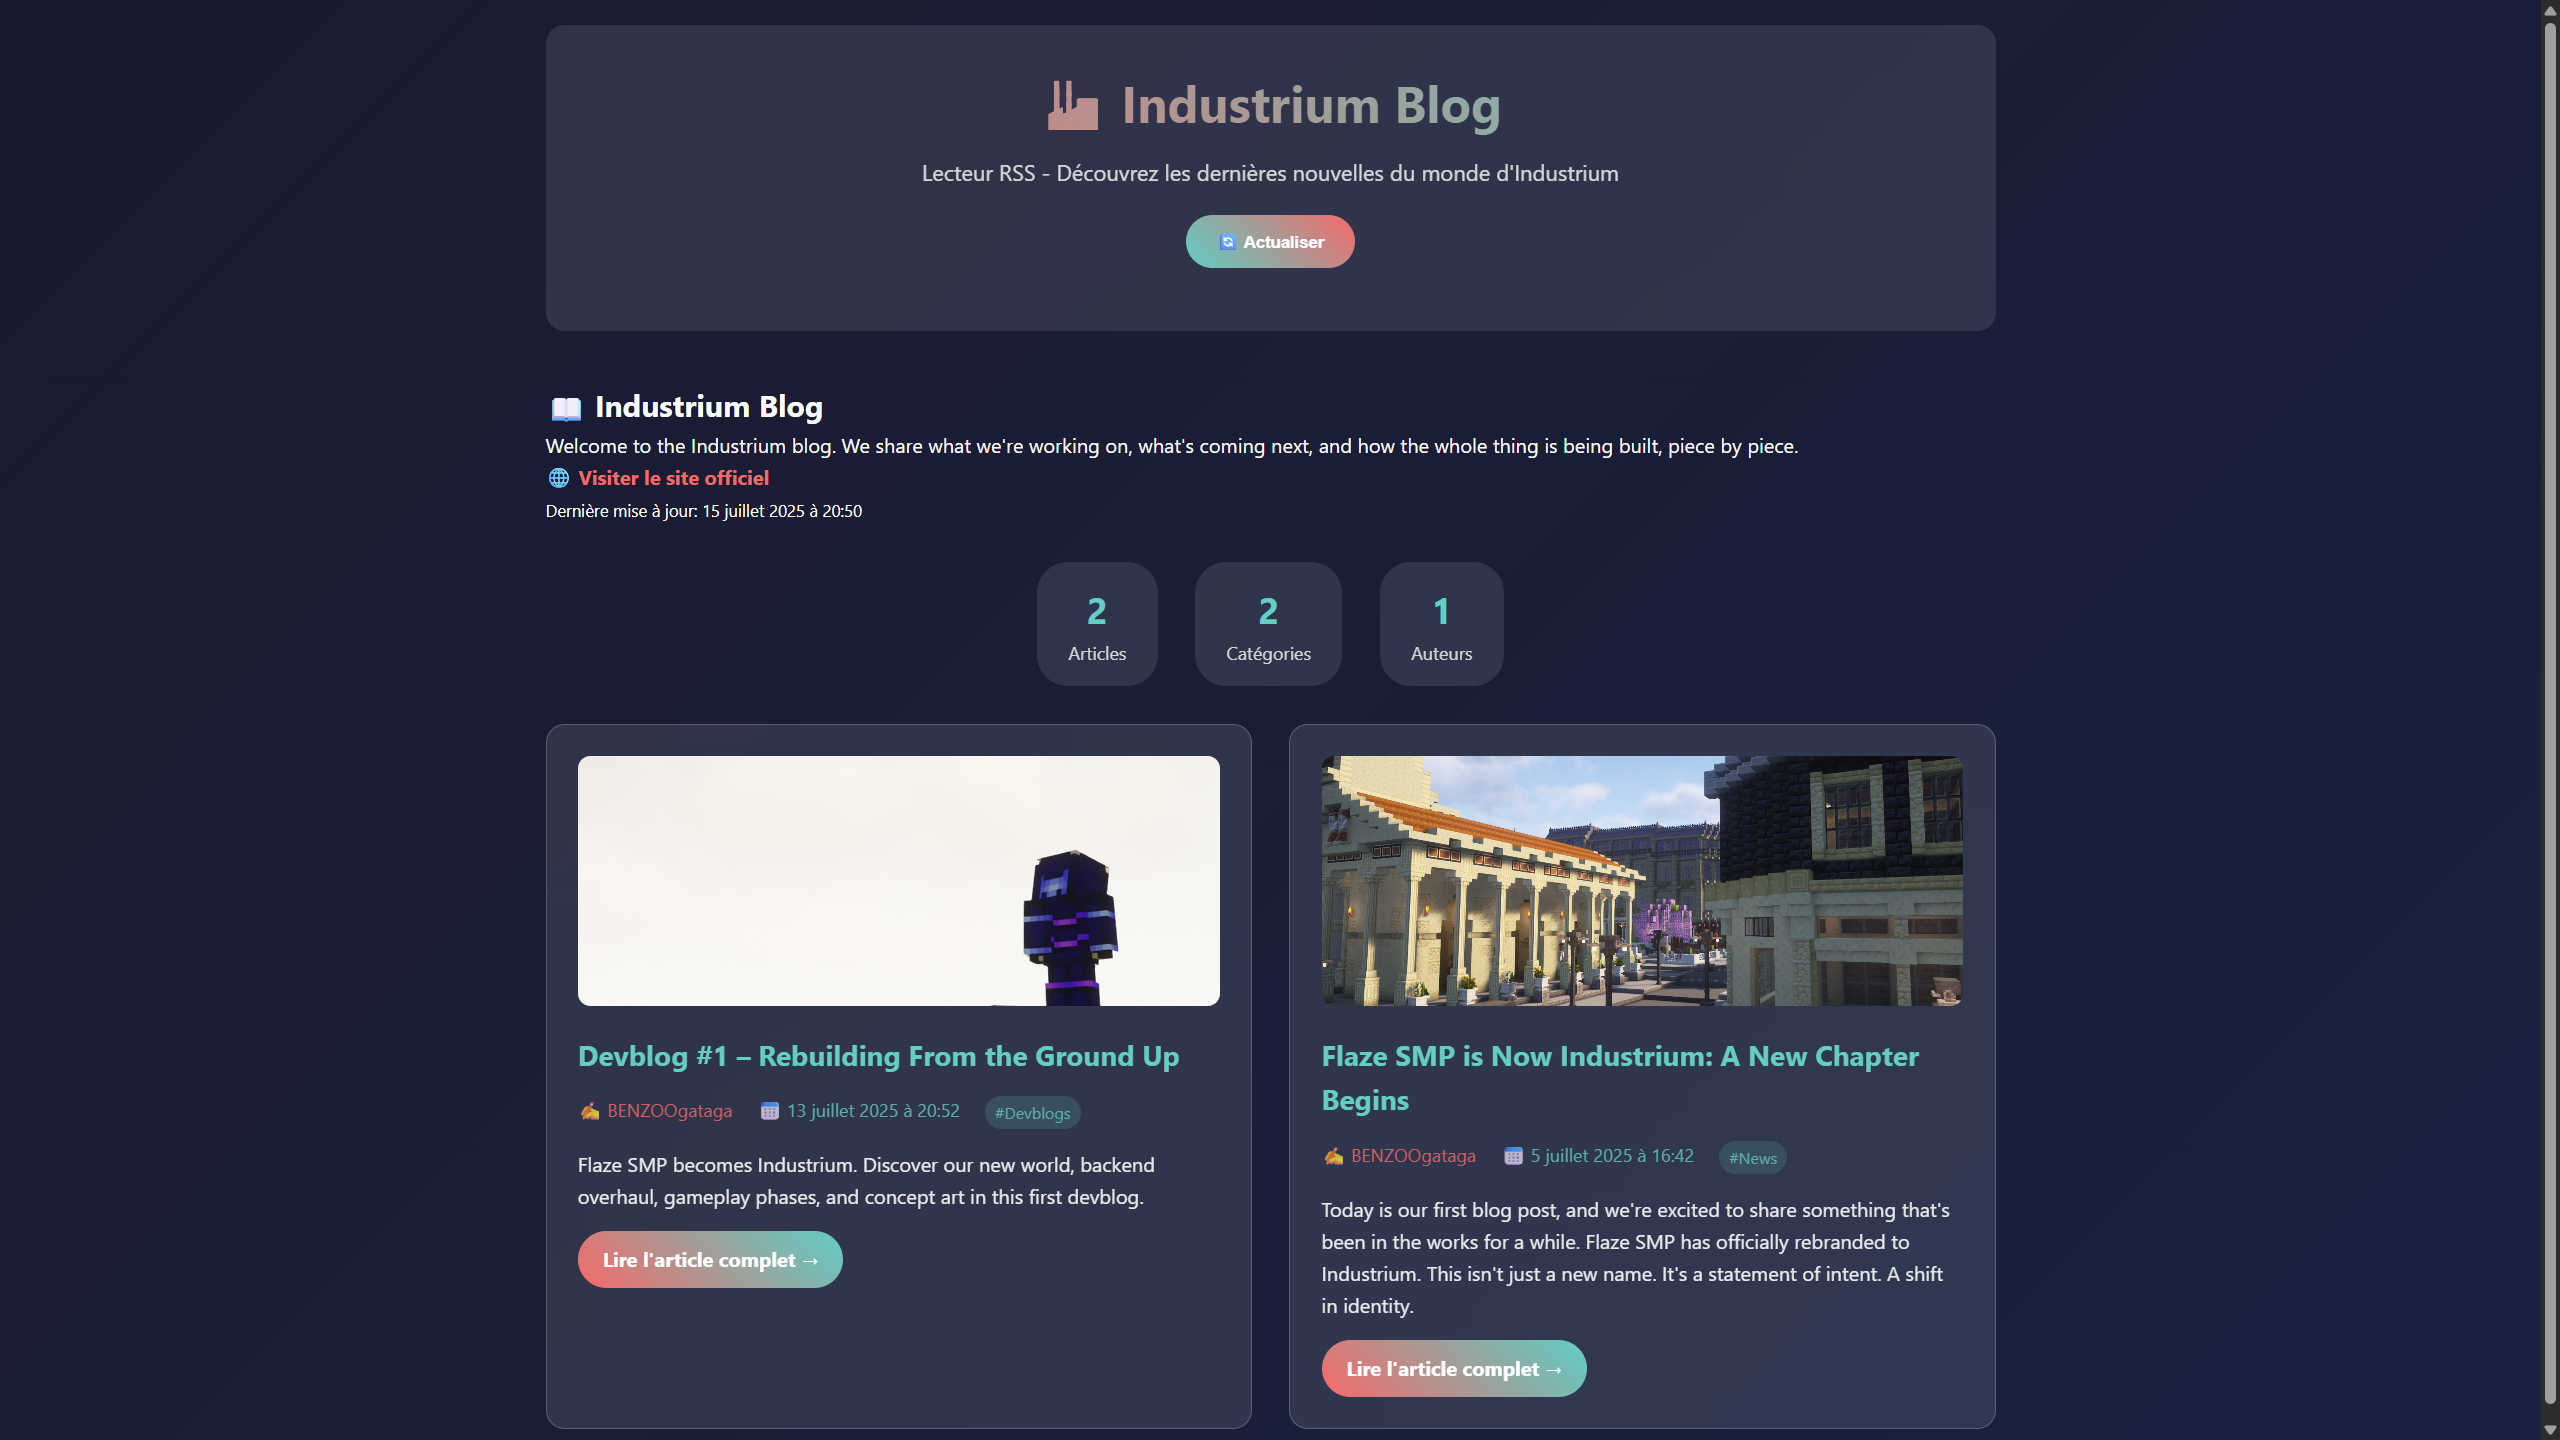 Industrium Blog
Lecteur RSS - Découvrez les dernières nouvelles du monde d'Industrium
Actualiser
Industrium Blog
Welcome to the Industrium blog. We share what we're working on, what's coming next, and how the whole thing is being built, piece by piece.
Visiter le site officiel
Dernière mise à jour: 15 juillet 2025 à 20:50
2
Articles
2
Catégories
1
Auteurs
Devblog #1 – Rebuilding From the Ground Up
BENZOOgataga 13 juillet 2025 à 20:52 #Devblogs
Flaze SMP becomes Industrium. Discover our new world, backend
overhaul, gameplay phases, and concept art in this first devblog.
Lire l'article complet →
Flaze SMP is Now Industrium: A New Chapter
Begins
BENZOOgataga 5 juillet 2025 à 16:42 #News
Today is our first blog post, and we're excited to share something that's
been in the works for a while. Flaze SMP has officially rebranded to
Industrium. This isn't just a new name. It's a statement of intent. A shift
in identity.
Lire l'article complet →